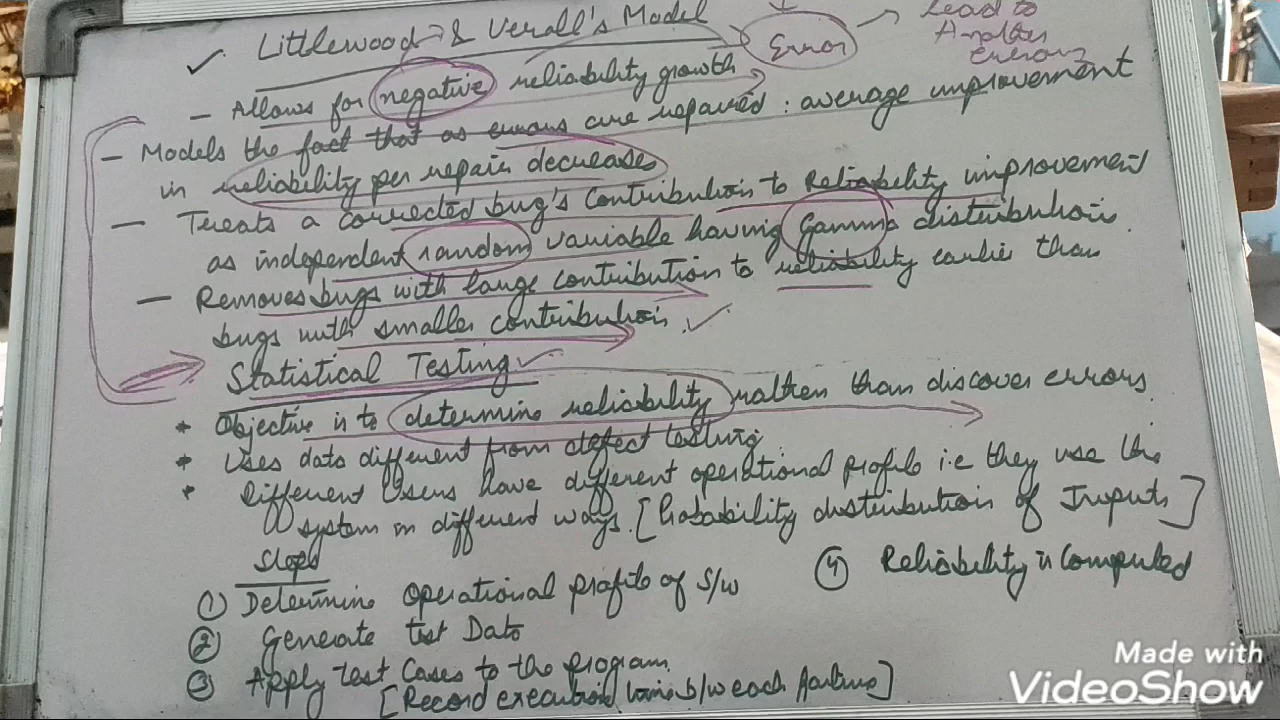 Littlewood & Verall's Model
Error
Lead to
Another
errors
- Allows for negative reliability growth
- Models the fact that as errors are repaired : average improvement
in reliability per repair decreases
- Treats a corrected bug's contribution to Reliability improvement
as independent random variable having Gamma distribution
- Removes bugs with large contribution to reliability earlier than
bugs with smaller contribution.
Statistical Testing
* Objective is to determine reliability rather than discover errors.
* Uses data different from defect testing
* Different Users have different operational profile i.e they use the
system in different ways. [Probability distribution of Inputs]
Steps
① Determine operational profile of S/w
② Generate test Data
③ Apply test Cases to the program.
[Record execution time b/w each failure]
④ Reliability is Computed
Made with
VideoShow